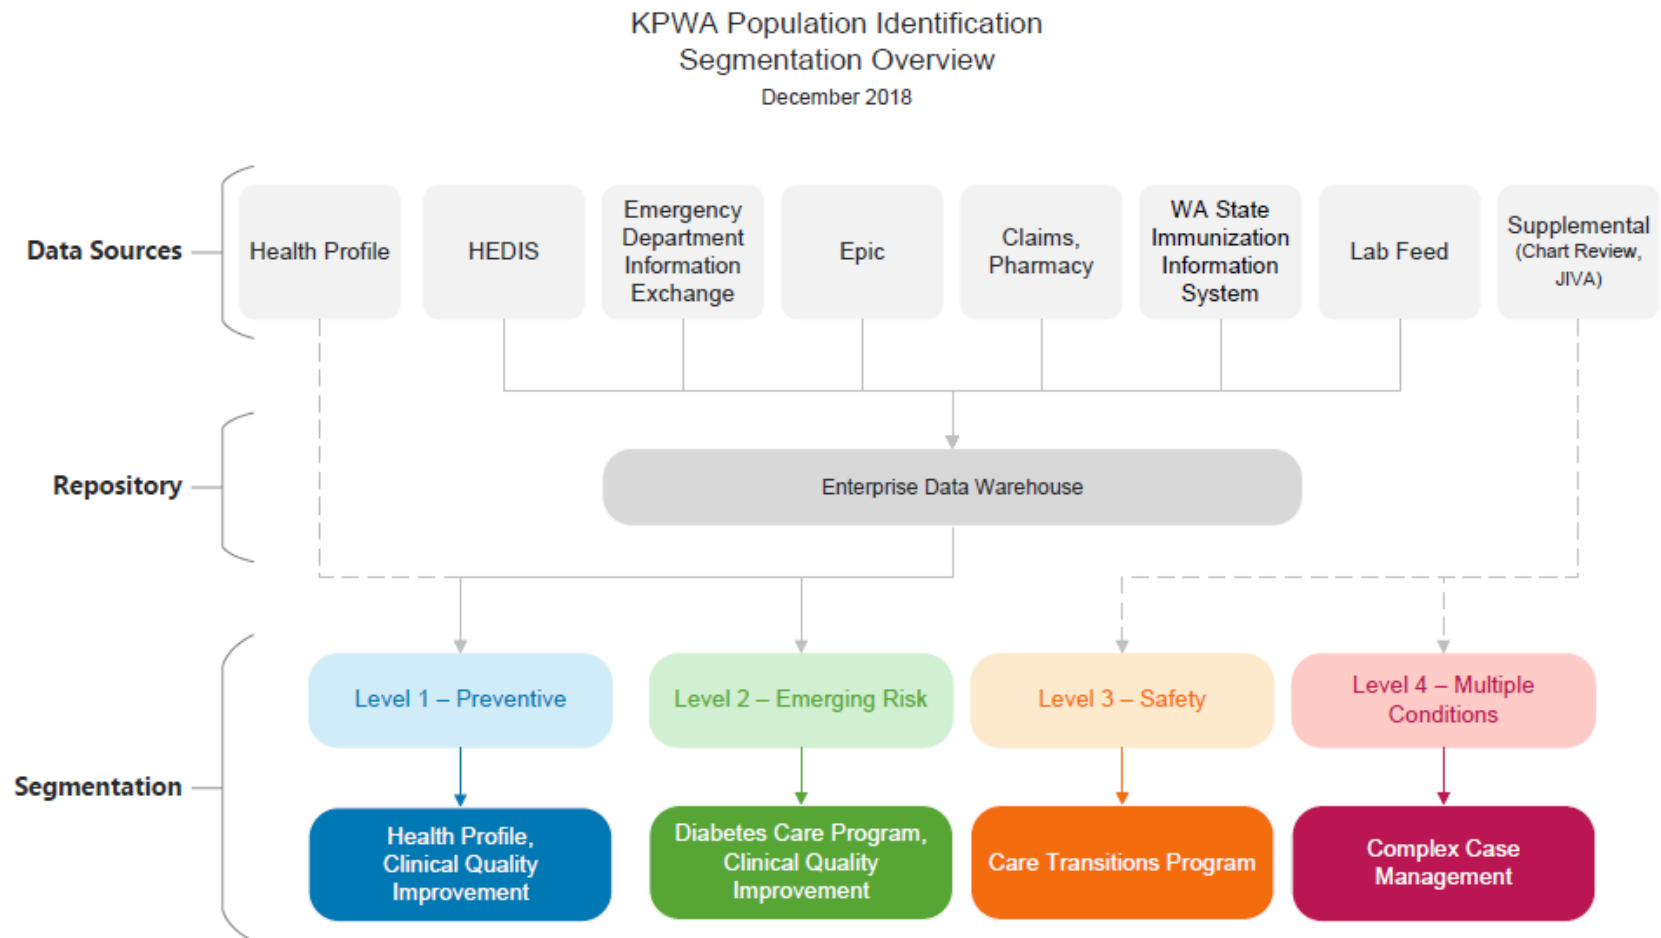 KPWA Population Identification
Segmentation Overview
December 2018
Data Sources
Health Profile
HEDIS
Emergency
Department
Information
Exchange
Epic
Claims,
Pharmacy
WA State
Immunization
Information
System
Lab Feed
Supplemental
(Chart Review,
JIVA)
Repository
Enterprise Data Warehouse
Segmentation
Level 1 – Preventive
Level 2 – Emerging Risk
Level 3 – Safety
Level 4 – Multiple
Conditions
Health Profile,
Clinical Quality
Improvement
Diabetes Care Program,
Clinical Quality
Improvement
Care Transitions Program
Complex Case
Management